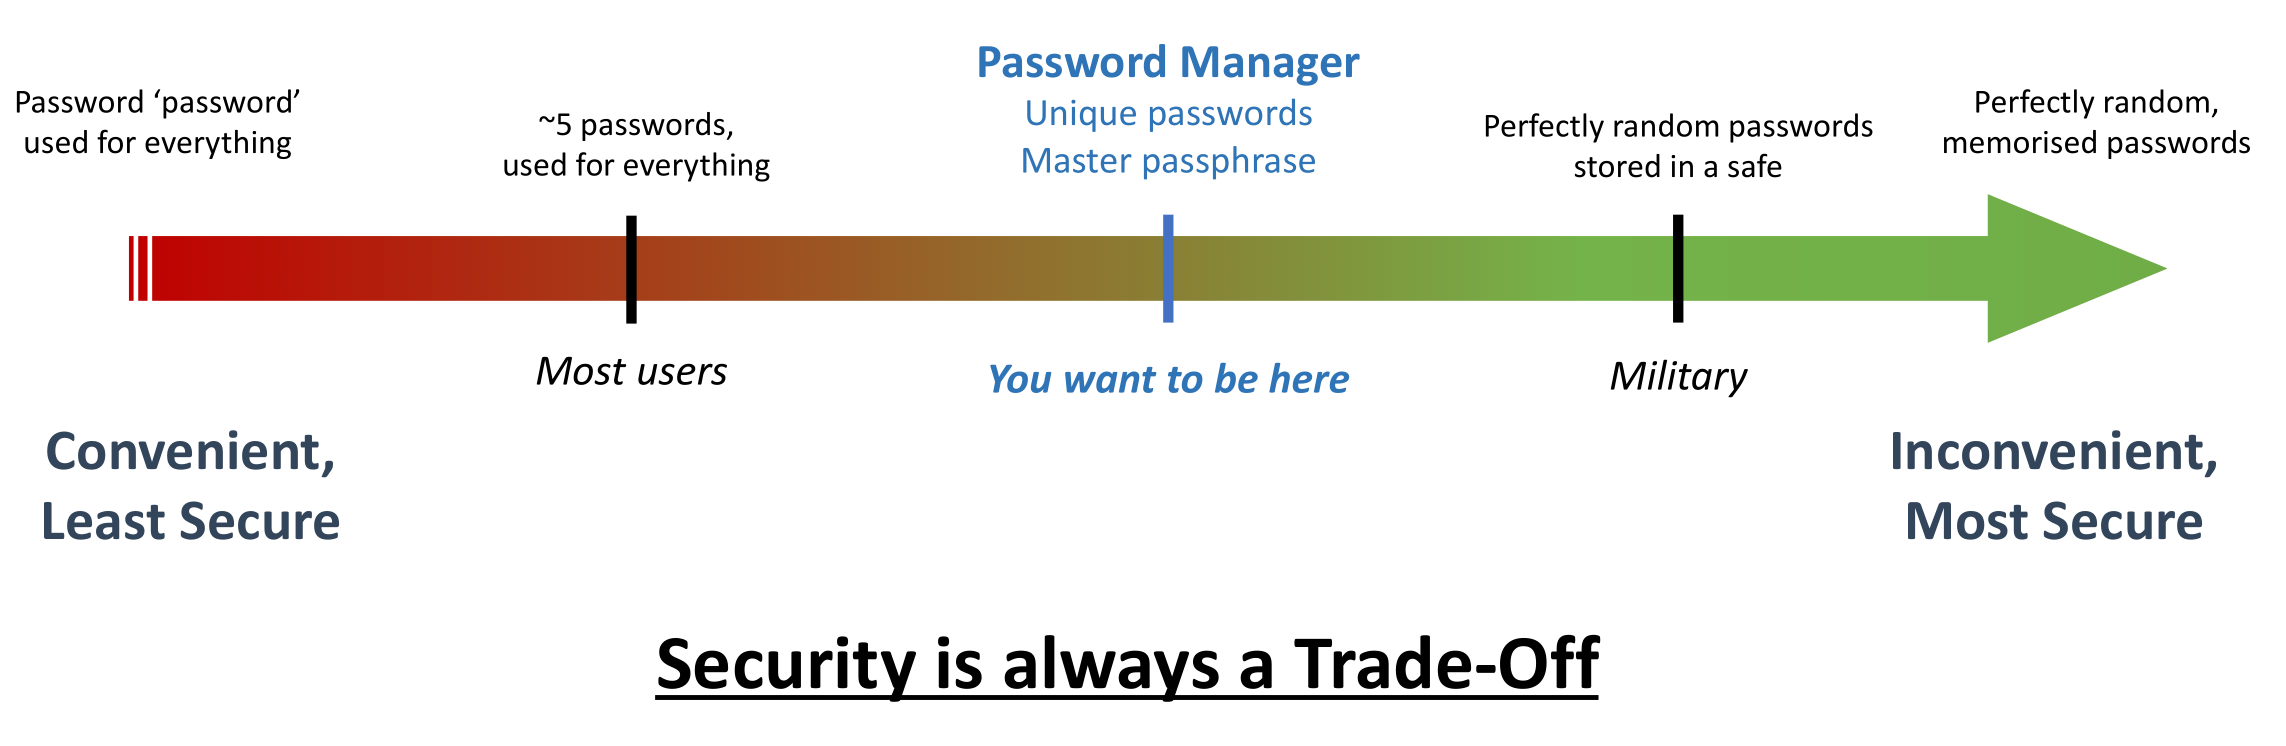 Password ‘password’
used for everything
~5 passwords,
used for everything
Password Manager
Unique passwords
Master passphrase
Perfectly random passwords
stored in a safe
Perfectly random,
memorised passwords
Most users
You want to be here
Military
Convenient,
Least Secure
Inconvenient,
Most Secure
Security is always a Trade-Off